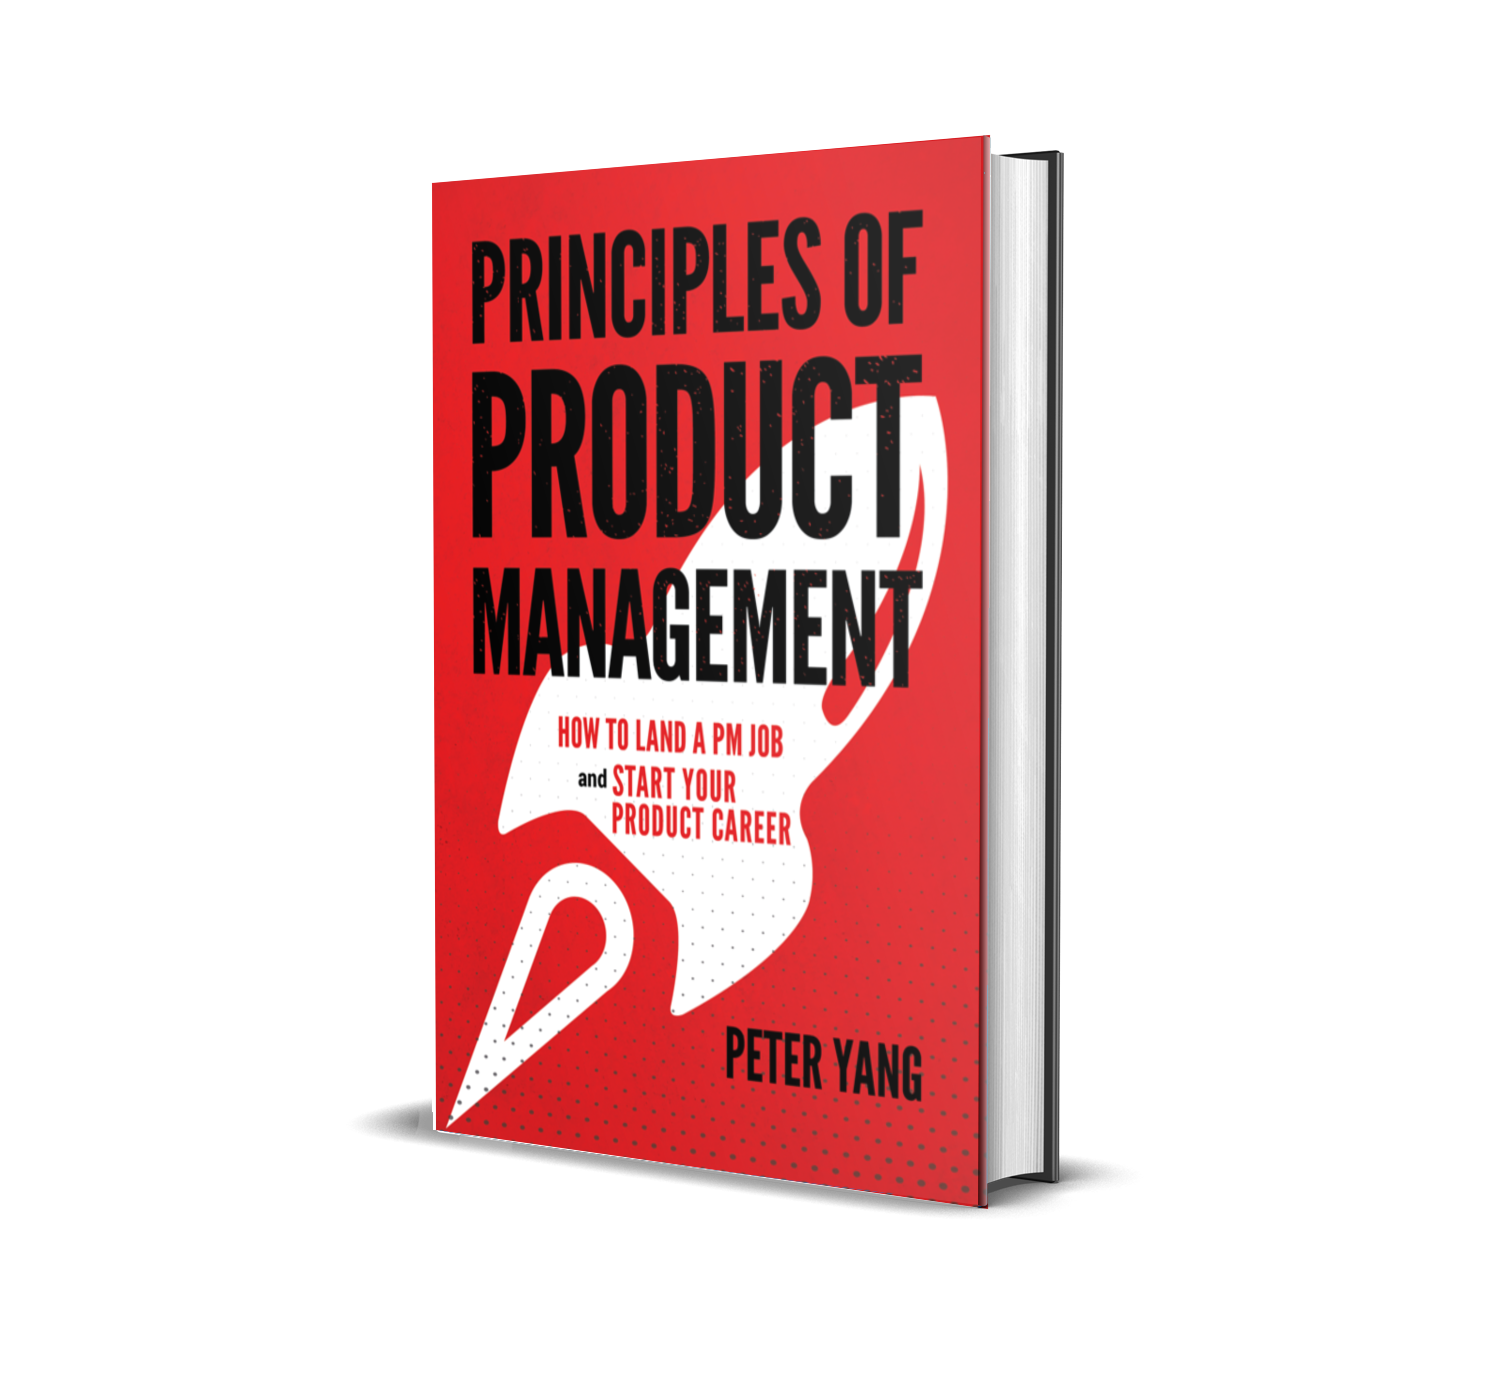 PRINCIPLES OF
PRODUCT
MANAGEMENT
HOW TO LAND A PM JOB
and START YOUR
PRODUCT CAREER
PETER YANG